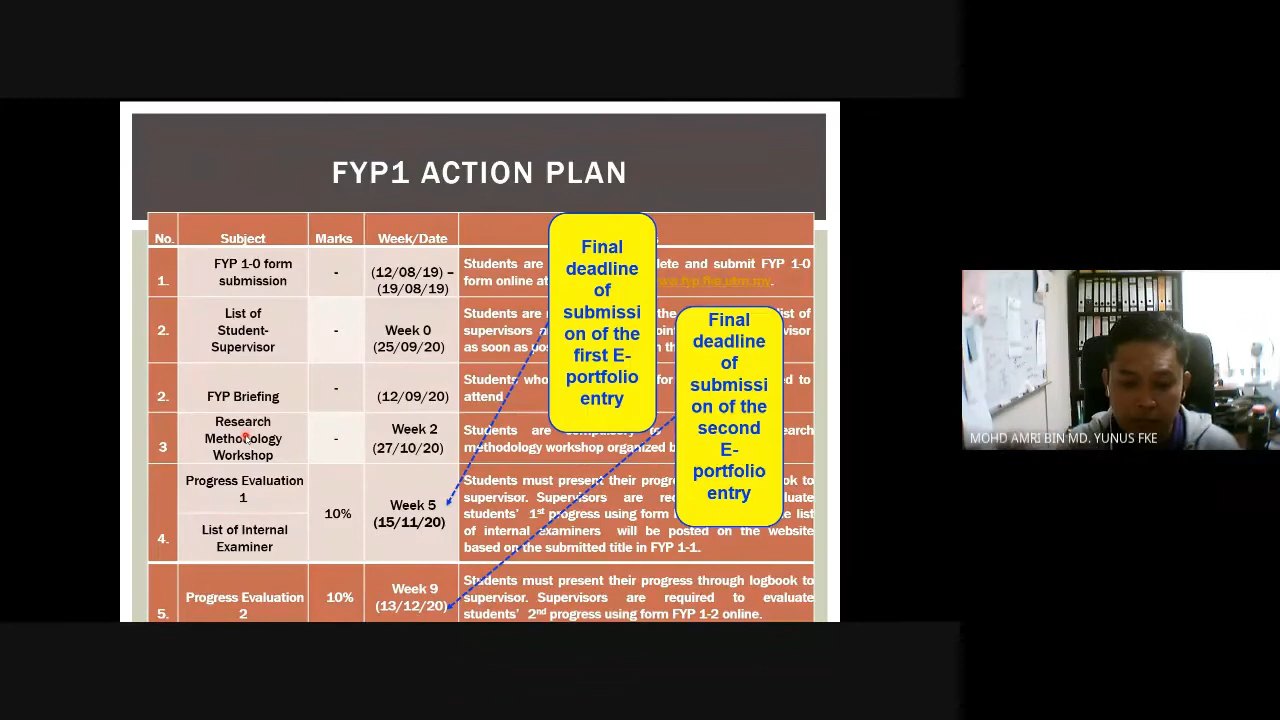 FYP1 ACTION PLAN
No. Subject Marks Week/Date
1. FYP 1-0 form
submission
-
(12/08/19) –
(19/08/19)
Students are lete and submit FYP 1-0
form online at
2. List of
Student-
Supervisor
-
Week 0
(25/09/20)
Students are the list of
supervisors
as soon as
2. FYP Briefing
-
(12/09/20)
Students who for to
attend
3 Research
Methodology
Workshop
-
Week 2
(27/10/20)
Students are
methodology workshop organized
4. Progress Evaluation
1
List of Internal
Examiner
10%
Week 5
(15/11/20)
Students must present their to
supervisor. Supervisors are
students’ 1st progress using form list
of internal examiners will be posted on the website
based on the submitted title in FYP 1-1.
5. Progress Evaluation
2
10%
Week 9
(13/12/20)
Students must present their progress through logbook to
supervisor. Supervisors are required to evaluate
students’ 2nd progress using form FYP 1-2 online.
Final
deadline
of
submissi
on of the
first E-
portfolio
entry
Final
deadline
of
submissi
on of the
second
E-
portfolio
entry
MOHD AMRI BIN MD. YUNUS FKE